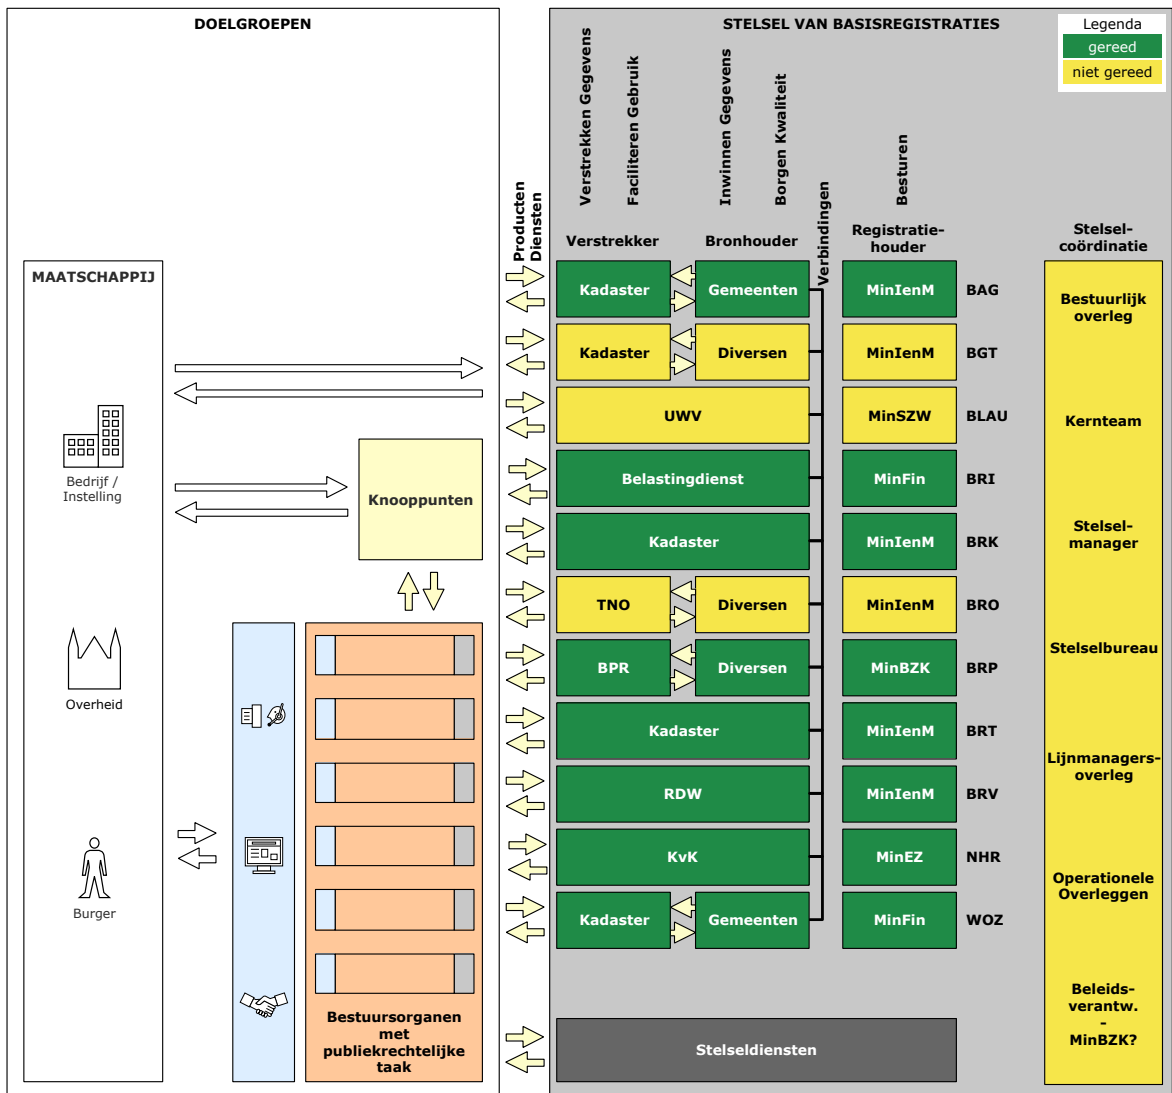 DOELGROEPEN
STELSEL VAN BASISREGISTRATIES
Legenda
gereed
niet gereed
Verstrekken Gegevens
Faciliteren Gebruik
Inwinnen Gegevens
Borgen Kwaliteit
Besturen
Producten
Diensten
Verbindingen
Verstrekker
Bronhouder
Registratie-
houder
Stelsel-
coördinatie
MAATSCHAPPIJ
Bedrijf /
Instelling
Overheid
Burger
Knooppunten
Bestuursorganen
met
publiekrechtelijke
taak
Kadaster Gemeenten MinIenM BAG
Kadaster Diversen MinIenM BGT
UWV MinSZW BLAU
Belastingdienst MinFin BRI
Kadaster MinIenM BRK
TNO Diversen MinIenM BRO
BPR Diversen MinBZK BRP
Kadaster MinIenM BRT
RDW MinIenM BRV
KvK MinEZ NHR
Kadaster Gemeenten MinFin WOZ
Stelseldiensten
Bestuurlijk
overleg
Kernteam
Stelsel-
manager
Stelselbureau
Lijnmanagers-
overleg
Operationele
Overleggen
Beleids-
verantw.
-
MinBZK?